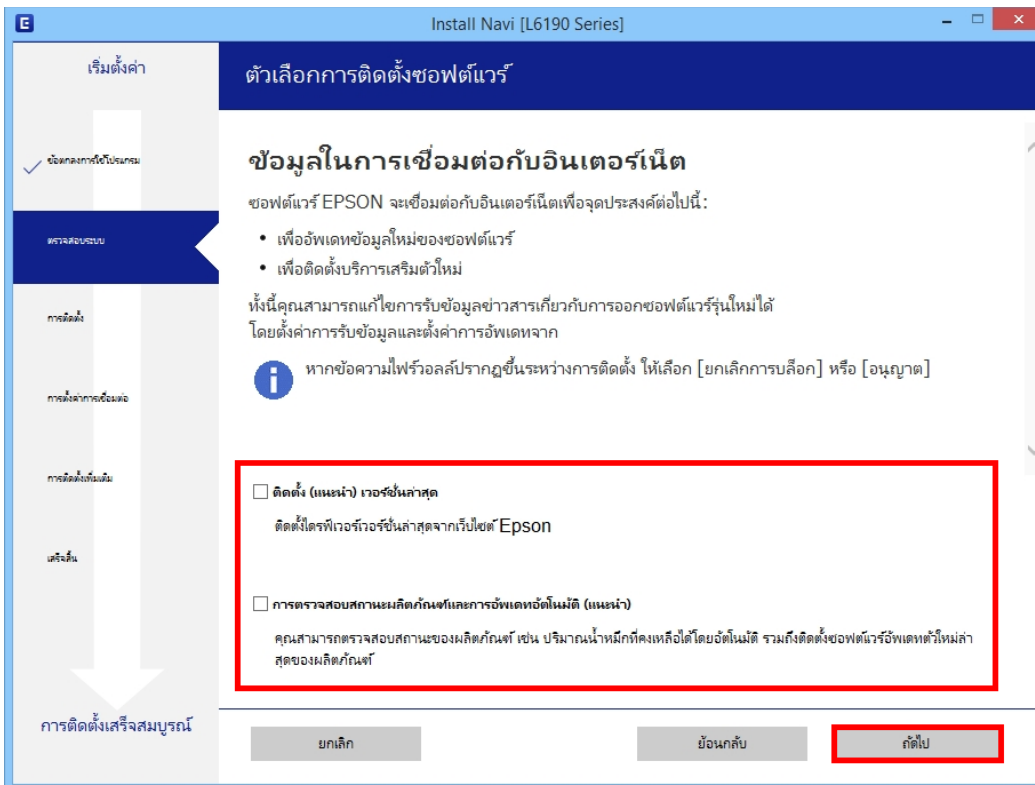 E
Install Navi [L6190 Series]
เริ่มตั้งค่า
ตัวเลือกการติดตั้งซอฟต์แวร์
ข้อตกลงการใช้โปรแกรม
ตรวจสอบระบบ
การติดตั้ง
การตั้งค่าการเชื่อมต่อ
การติดตั้งเพิ่มเติม
เสร็จสิ้น
การติดตั้งเสร็จสมบูรณ์
ข้อมูลในการเชื่อมต่อกับอินเตอร์เน็ต
ซอฟต์แวร์ EPSON จะเชื่อมต่อกับอินเตอร์เน็ตเพื่อจุดประสงค์ต่อไปนี้:
• เพื่ออัพเดทข้อมูลใหม่ของซอฟต์แวร์
• เพื่อติดตั้งบริการเสริมตัวใหม่
ทั้งนี้คุณสามารถแก้ไขการรับข้อมูลข่าวสารเกี่ยวกับการออกซอฟต์แวร์รุ่นใหม่ได้
โดยตั้งค่าการรับข้อมูลและตั้งค่าการอัพเดทจาก
หากข้อความไฟร์วอลล์ปรากฏขึ้นระหว่างการติดตั้ง ให้เลือก [ยกเลิกการบล็อก] หรือ [อนุญาต]
ติดตั้ง (แนะนำ) เวอร์ชั่นล่าสุด
ติดตั้งไดรฟ์เวอร์เวอร์ชั่นล่าสุดจากเว็บไซต์ Epson
การตรวจสอบสถานะผลิตภัณฑ์และการอัพเดทอัตโนมัติ (แนะนำ)
คุณสามารถตรวจสอบสถานะของผลิตภัณฑ์ เช่น ปริมาณน้ำหมึกที่คงเหลือได้โดยอัตโนมัติ รวมถึงติดตั้งซอฟต์แวร์อัพเดทตัวใหม่ล่า
สุดของผลิตภัณฑ์
ยกเลิก
ย้อนกลับ
ถัดไป